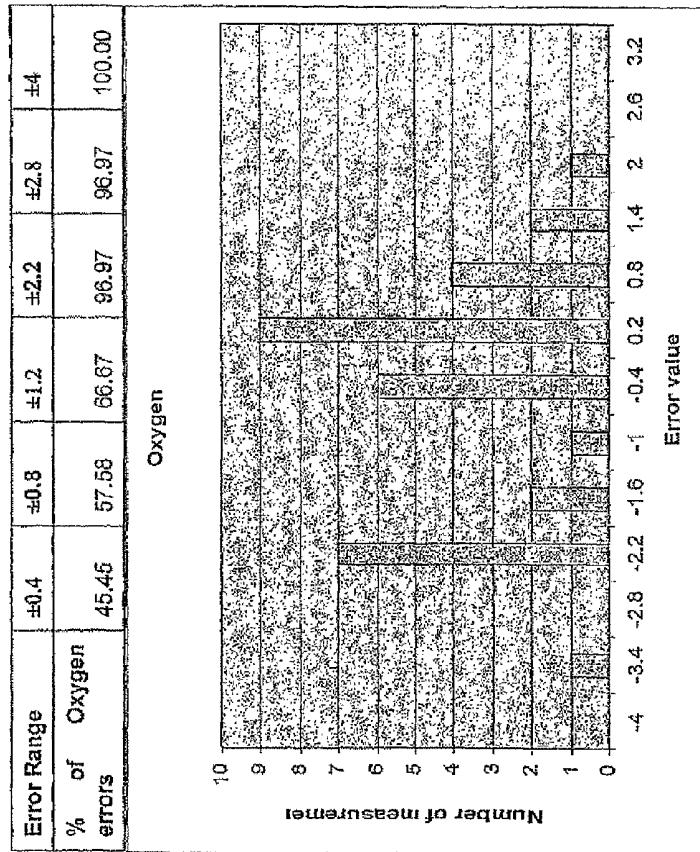 Error Range ±0.4 ±0.8 ±1.2 ±2.2 ±2.8 ±4
% of Oxygen errors 45.45 57.58 66.67 96.97 96.97 100.00
Oxygen
Number of measuremer
10
9
8
7
6
5
4
3
2
1
0
-4 -3.4 -2.8 -2.2 -1.6 -1 -0.4 0.2 0.8 1.4 2 2.6 3.2
Error value